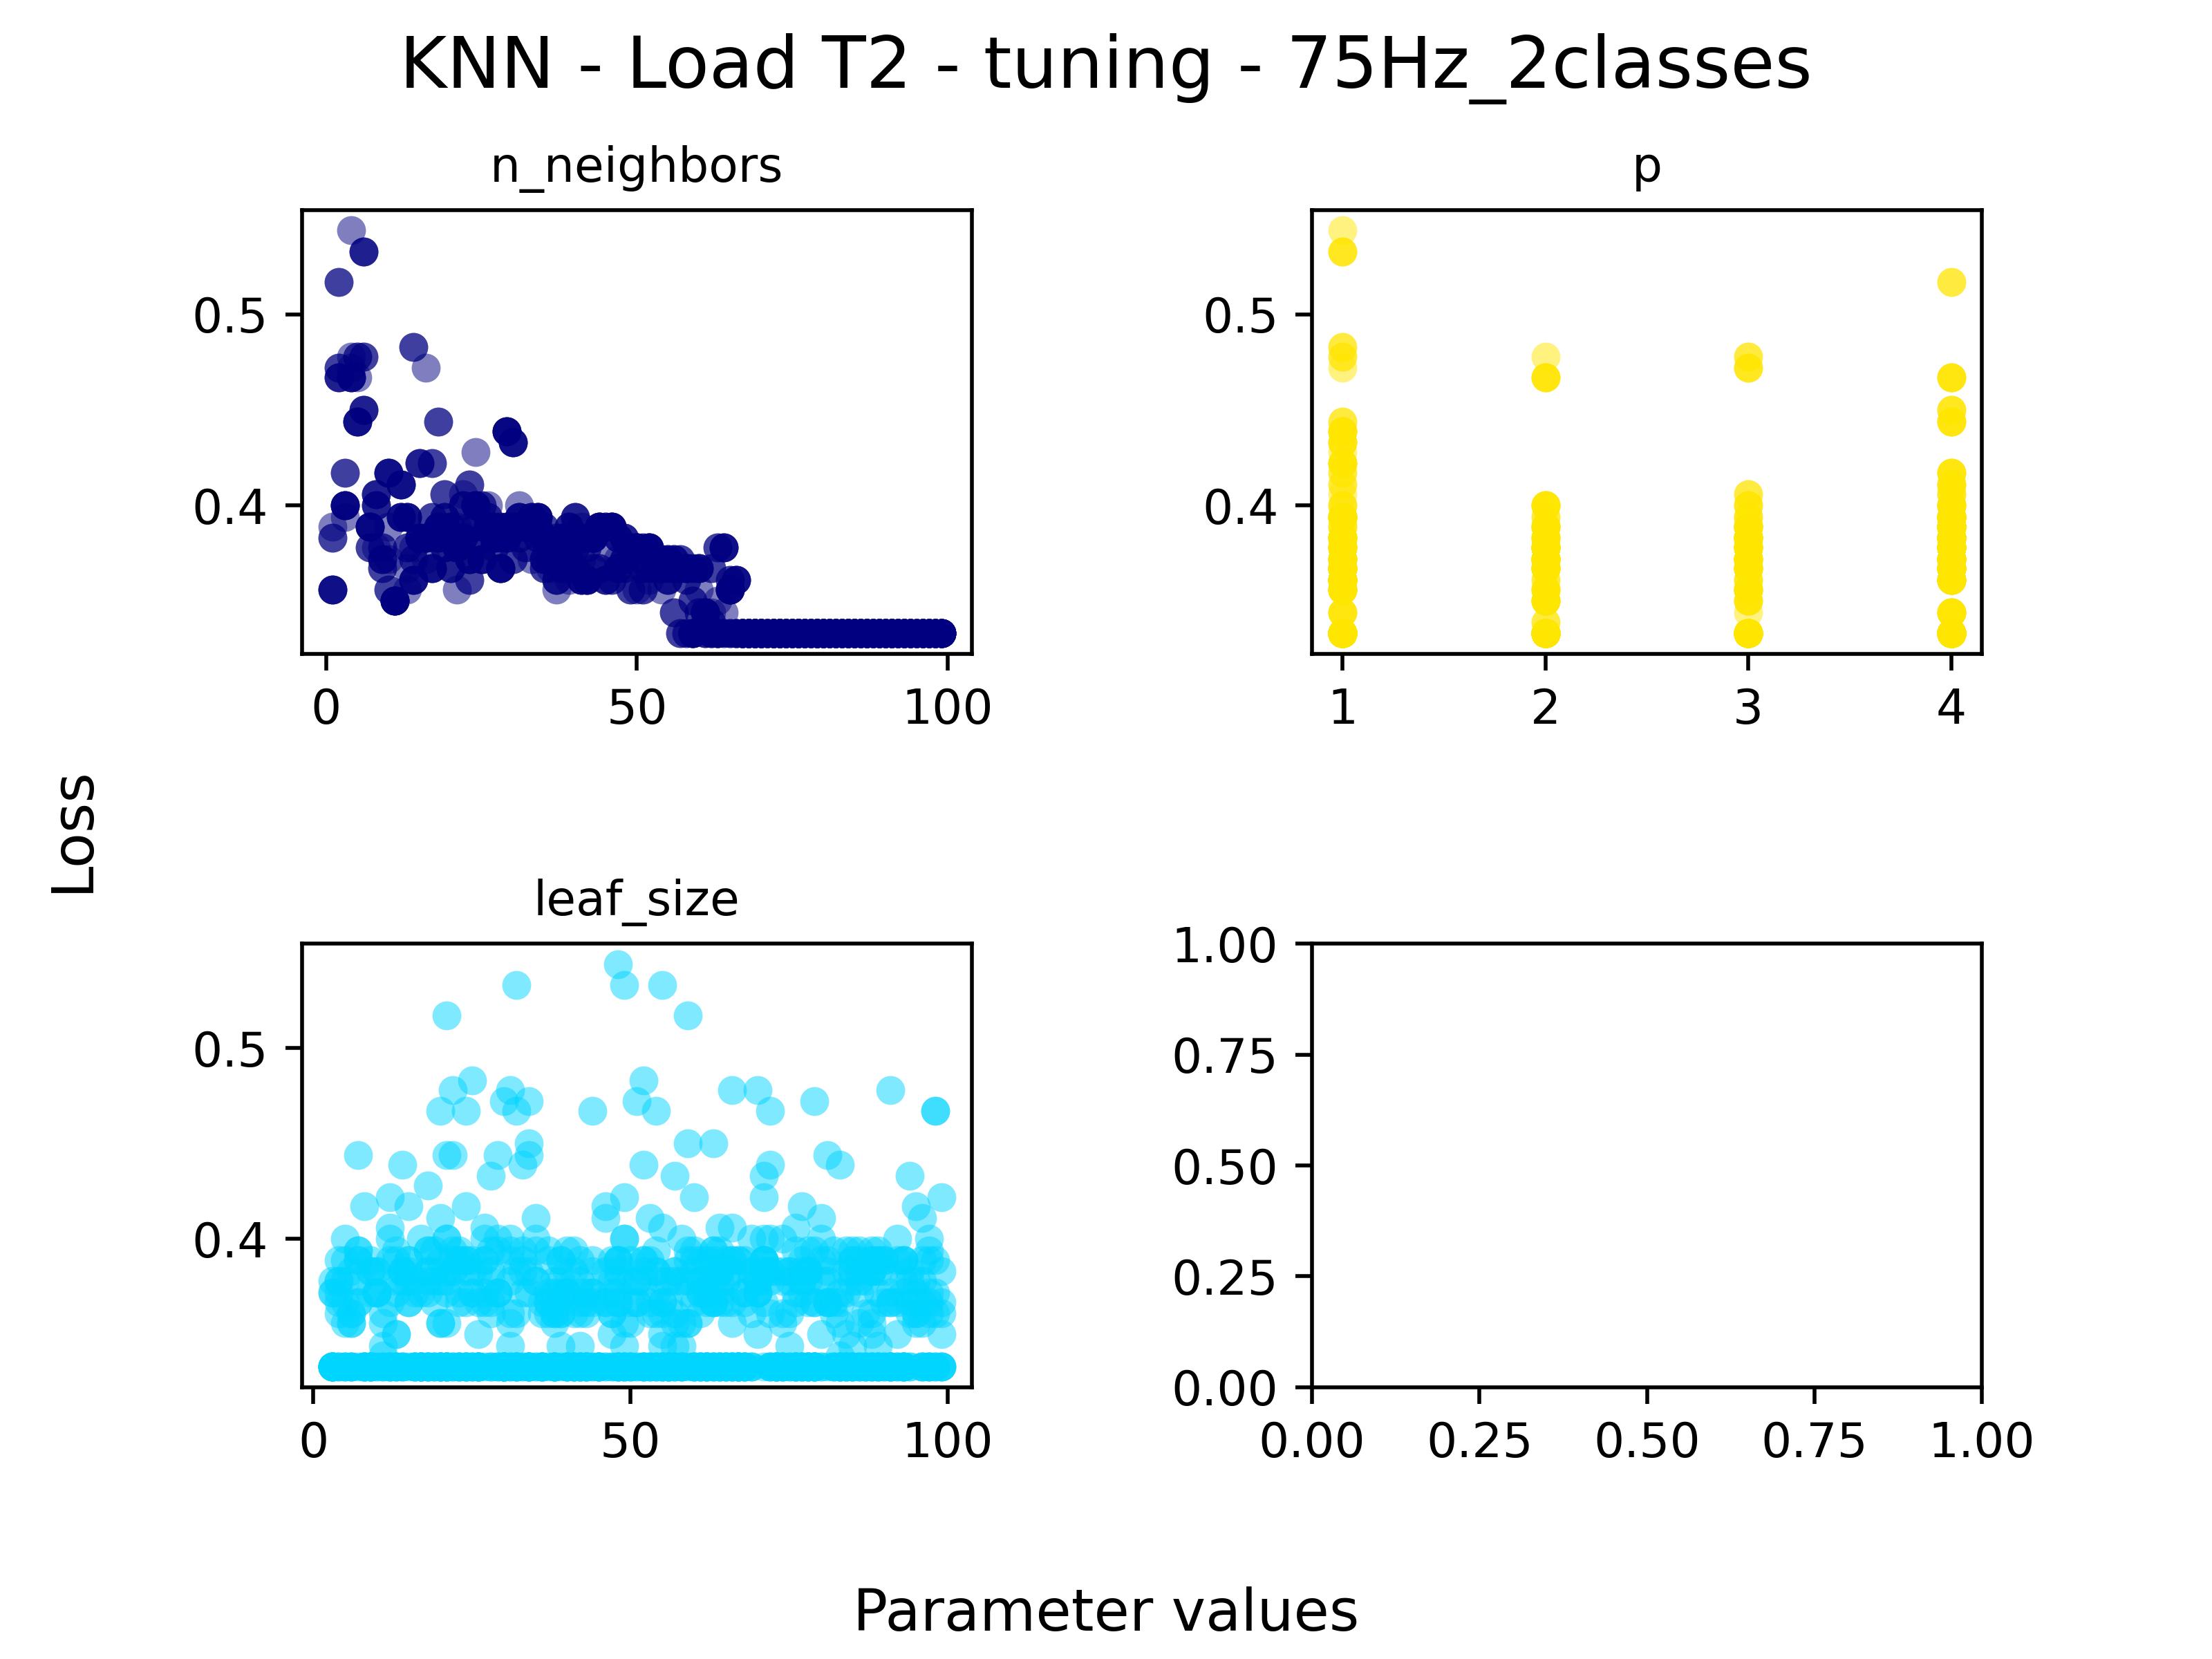 KNN - Load T2 - tuning - 75Hz_2classes
n_neighbors
0.5
0.4
0 50 100
p
0.5
0.4
1 2 3 4
Loss
leaf_size
0.5
0.4
0 50 100
1.00
0.75
0.50
0.25
0.00
0.00 0.25 0.50 0.75 1.00
Parameter values